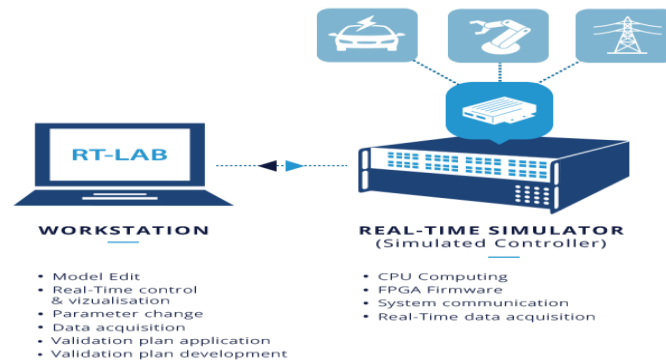 RT-LAB
WORKSTATION
• Model Edit
• Real-Time control
& vizualisation
• Parameter change
• Data acquisition
• Validation plan application
• Validation plan development
REAL-TIME SIMULATOR
(Simulated Controller)
• CPU Computing
• FPGA Firmware
• System communication
• Real-Time data acquisition